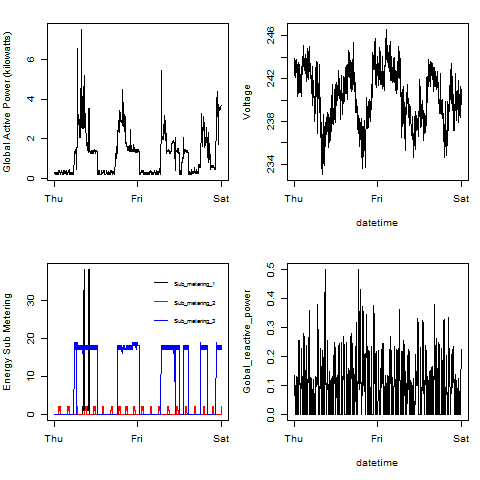 Global Active Power (kilowatts)
0 2 4 6
Thu Fri Sat
Voltage
234 238 242 246
Thu Fri Sat
datetime
Energy Sub Metering
0 10 20 30
Sub_metering_1
Sub_metering_2
Sub_metering_3
Thu Fri Sat
Gobal_reactive_power
0.0 0.1 0.2 0.3 0.4 0.5
Thu Fri Sat
datetime